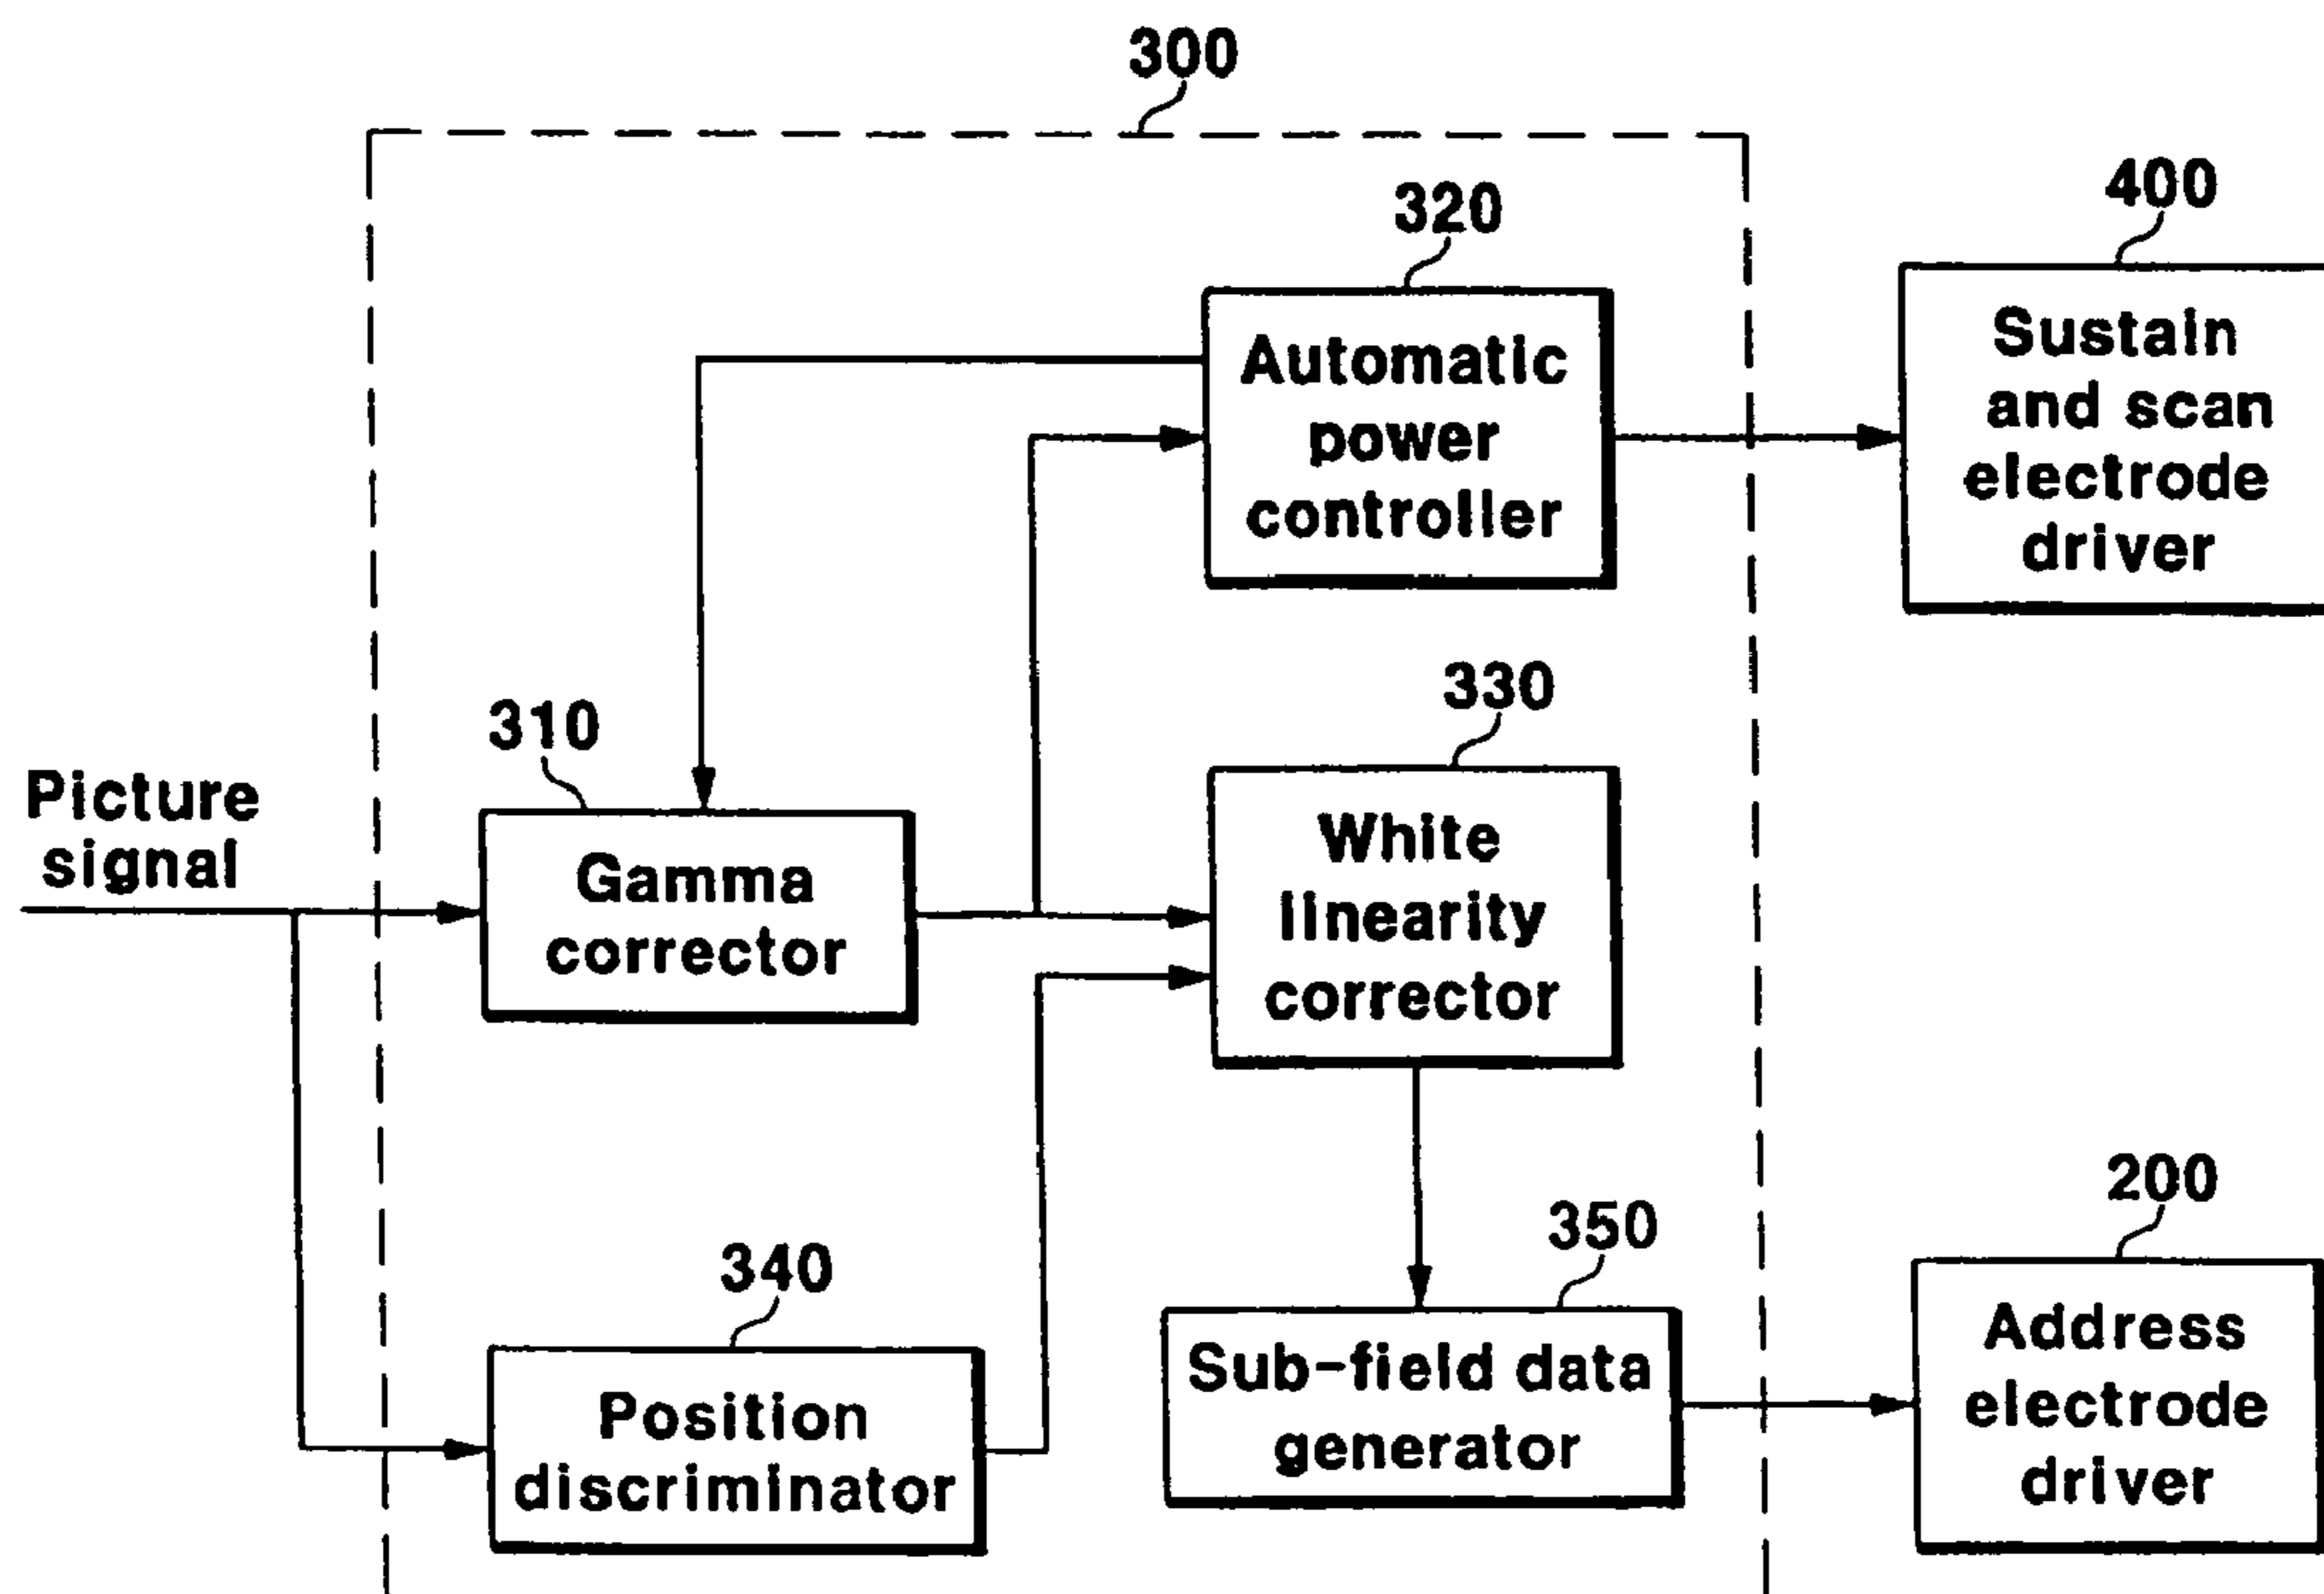 300
320
400
Automatic
power
controller
Sustain
and scan
electrode
driver
310
330
Picture
signal
Gamma
corrector
White
linearity
corrector
340
350
200
Position
discriminator
Sub-field data
generator
Address
electrode
driver